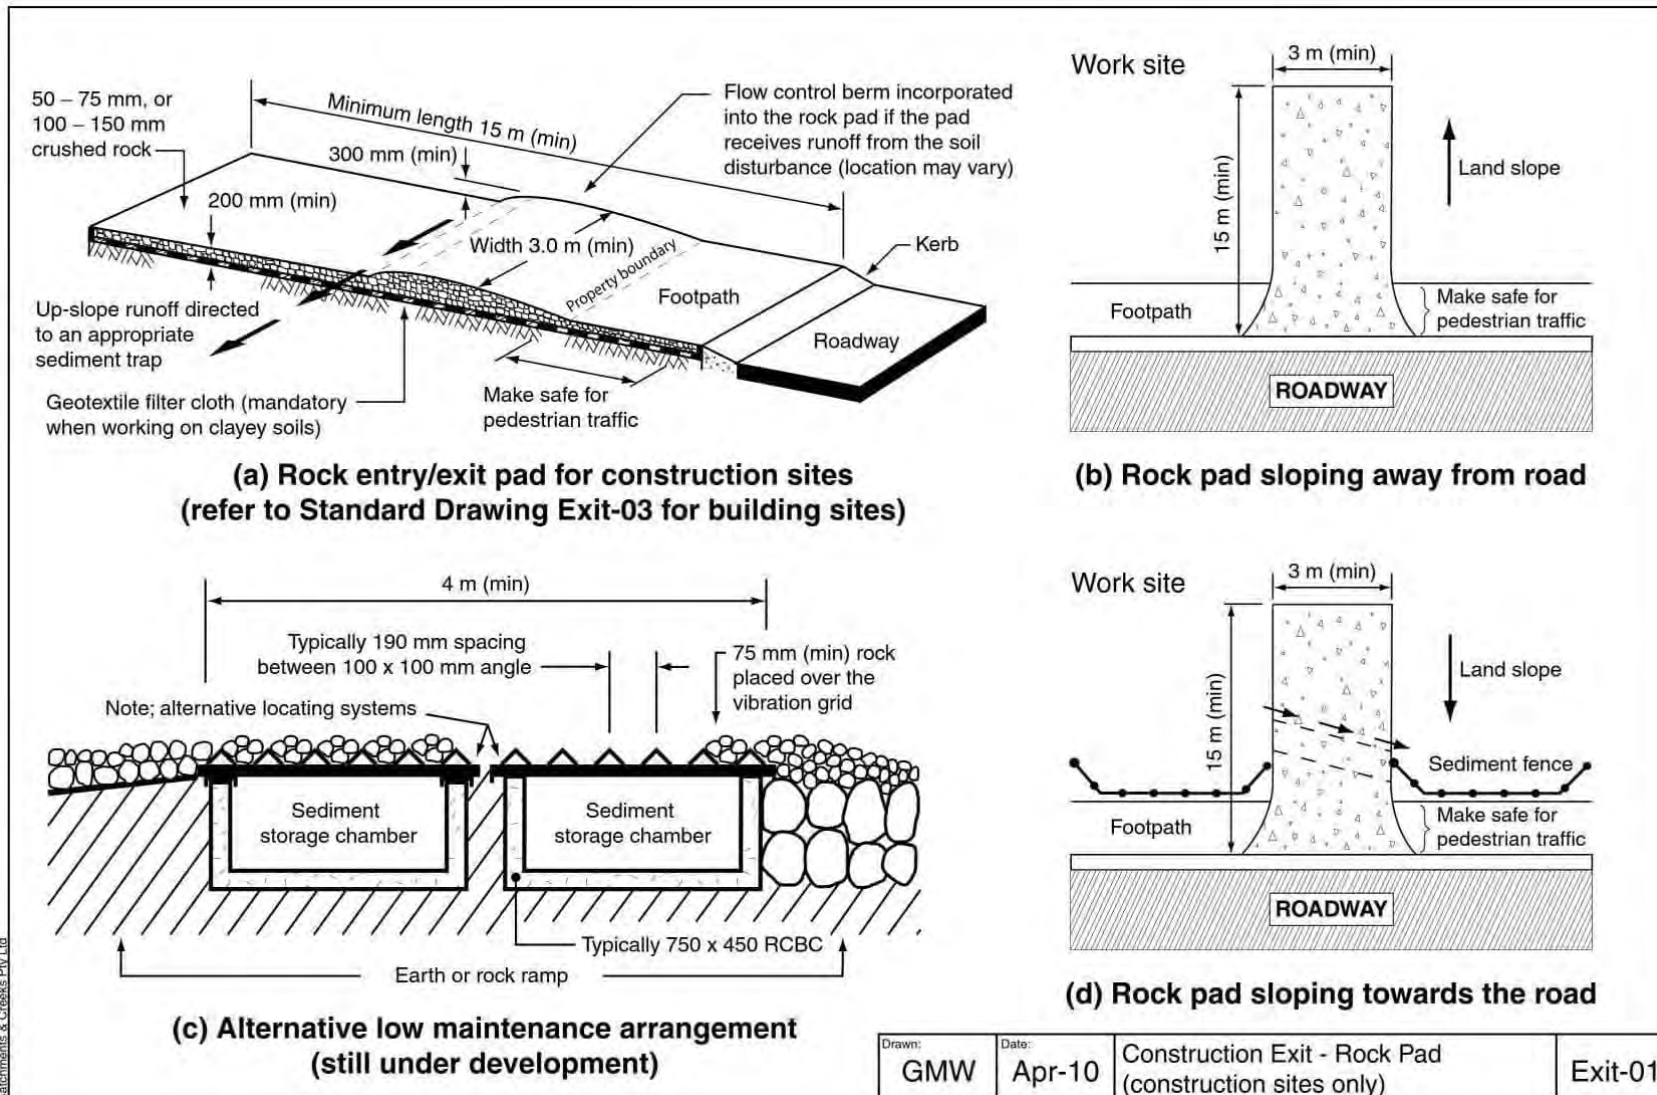 50 – 75 mm, or
100 – 150 mm
crushed rock
Minimum length 15 m (min)
300 mm (min)
200 mm (min)
Flow control berm incorporated
into the rock pad if the pad
receives runoff from the soil
disturbance (location may vary)
Width 3.0 m (min)
Property boundary
Kerb
Footpath
Roadway
Up-slope runoff directed
to an appropriate
sediment trap
Geotextile filter cloth (mandatory
when working on clayey soils)
Make safe for
pedestrian traffic
(a) Rock entry/exit pad for construction sites
(refer to Standard Drawing Exit-03 for building sites)
Work site
3 m (min)
15 m (min)
Land slope
Footpath
Make safe for
pedestrian traffic
ROADWAY
(b) Rock pad sloping away from road
4 m (min)
Typically 190 mm spacing
between 100 x 100 mm angle
75 mm (min) rock
placed over the
vibration grid
Note; alternative locating systems
Sediment
storage chamber
Sediment
storage chamber
Typically 750 x 450 RCBC
Earth or rock ramp
(c) Alternative low maintenance arrangement
(still under development)
Work site
3 m (min)
15 m (min)
Land slope
Sediment fence
Footpath
Make safe for
pedestrian traffic
ROADWAY
(d) Rock pad sloping towards the road
Drawn:
GMW
Date:
Apr-10
Construction Exit - Rock Pad
(construction sites only)
Exit-01
& Creeks Pty Ltd